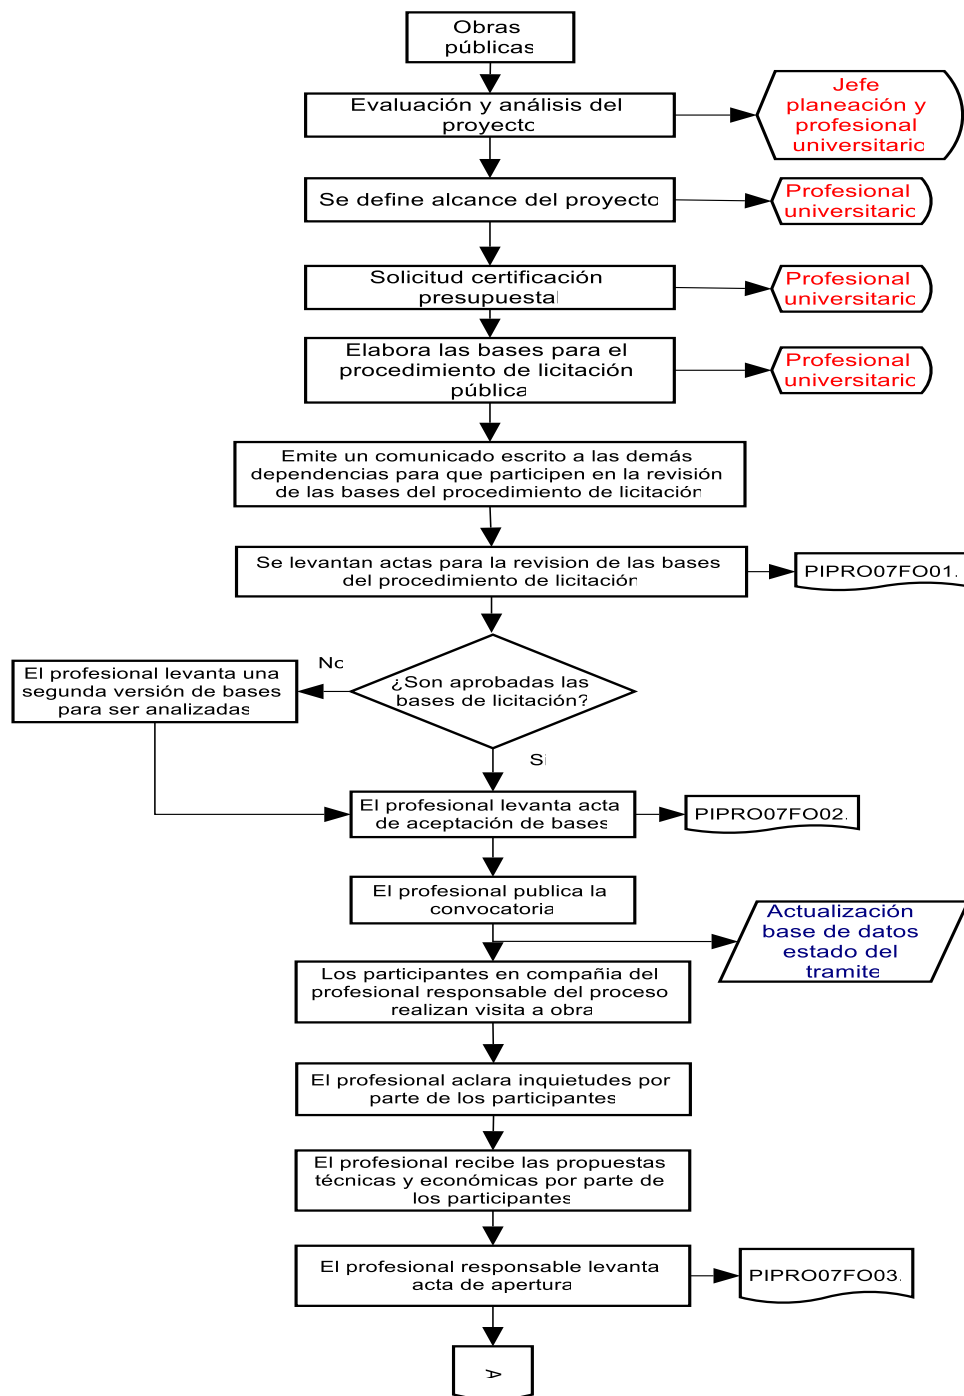 Obras
públicas
Evaluación y análisis del
proyecto
Jefe
planeación y
profesional
universitario
Se define alcance del proyecto
Profesional
universitario
Solicitud certificación
presupuestal
Profesional
universitario
Elabora las bases para el
procedimiento de licitación
pública
Profesional
universitario
Emite un comunicado escrito a las demás
dependencias para que participen en la revisión
de las bases del procedimiento de licitación
Se levantan actas para la revision de las bases
del procedimiento de licitación
PIPRO07FO01.
No
El profesional levanta una
segunda versión de bases
para ser analizadas
¿Son aprobadas las
bases de licitación?
Si
El profesional levanta acta
de aceptación de bases
PIPRO07FO02.
El profesional publica la
convocatoria
Actualización
base de datos
estado del
tramite
Los participantes en compañia del
profesional responsable del proceso
realizan visita a obra
El profesional aclara inquietudes por
parte de los participantes
El profesional recibe las propuestas
técnicas y económicas por parte de
los participantes
El profesional responsable levanta
acta de apertura
PIPRO07FO03.
A